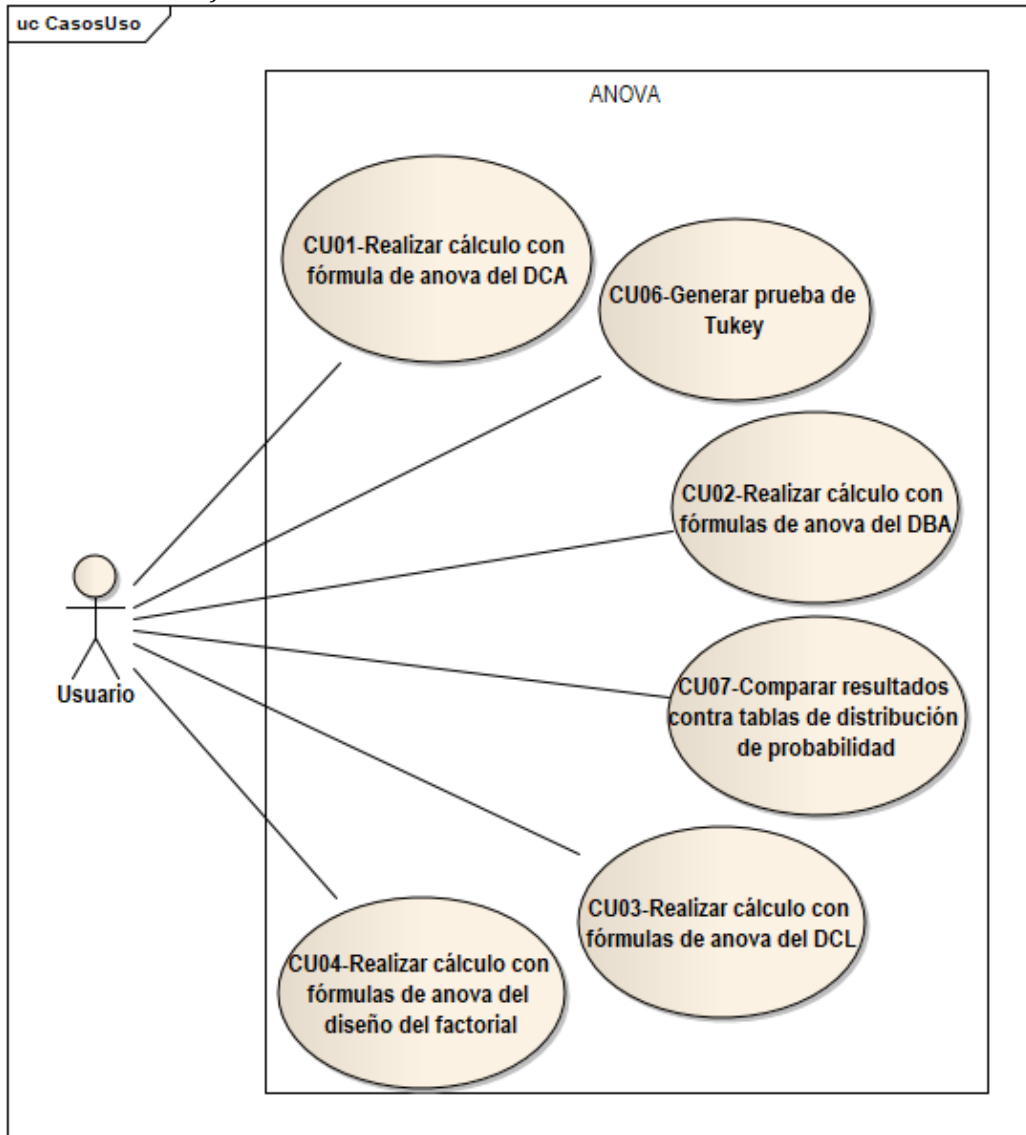 uc CasosUso
ANOVA
CU01-Realizar cálculo con
fórmula de anova del DCA
CU06-Generar prueba de
Tukey
CU02-Realizar cálculo con
fórmulas de anova del DBA
CU07-Comparar resultados
contra tablas de distribución
de probabilidad
Usuario
CU03-Realizar cálculo con
fórmulas de anova del DCL
CU04-Realizar cálculo con
fórmulas de anova del
diseño del factorial